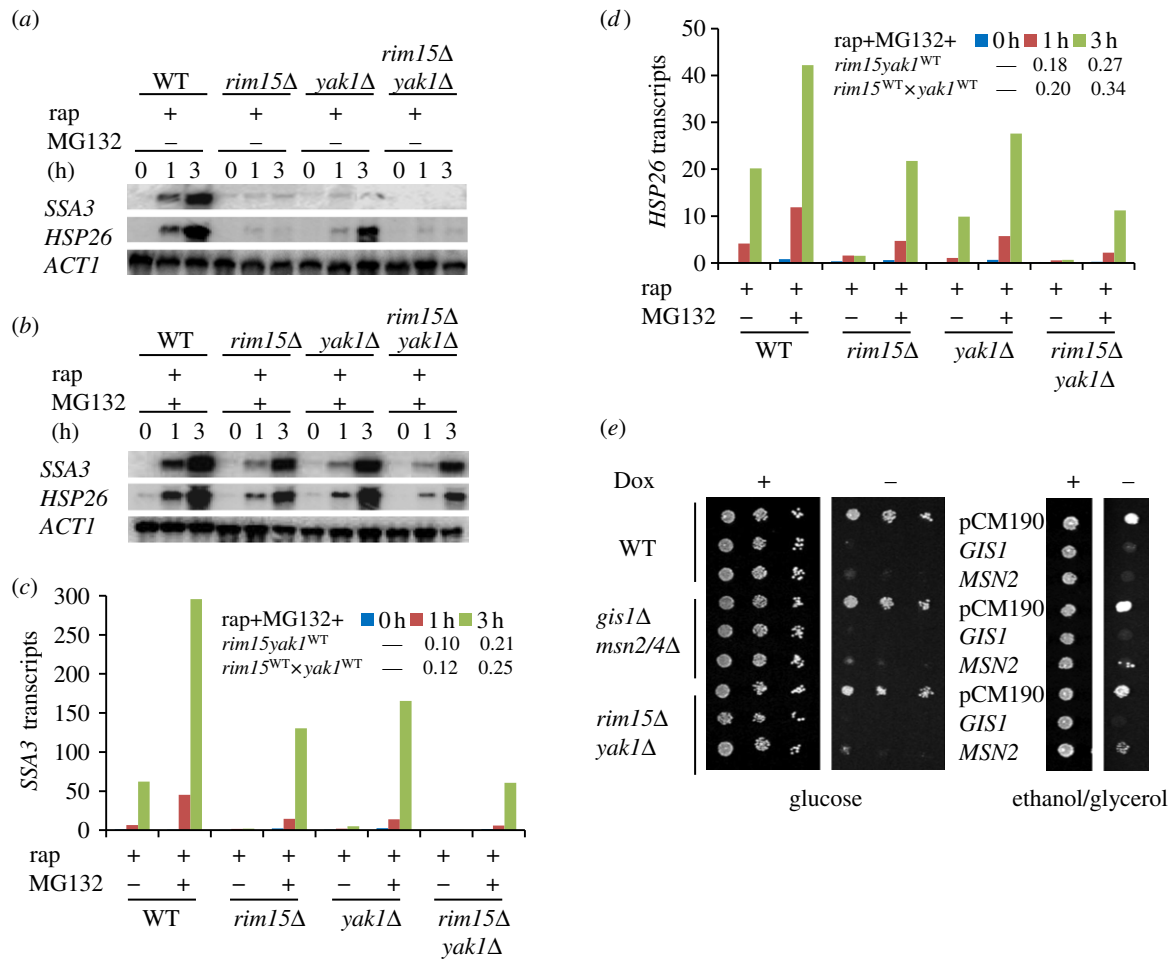 (a)
rim15Δ
WT rim15Δ yak1Δ yak1Δ
rap + + + +
MG132 – – – –
(h) 0 1 3 0 1 3 0 1 3 0 1 3
SSA3
HSP26
ACT1
(b)
rim15Δ
WT rim15Δ yak1Δ yak1Δ
rap + + + +
MG132 + + + +
(h) 0 1 3 0 1 3 0 1 3 0 1 3
SSA3
HSP26
ACT1
(c)
SSA3 transcripts
300
250
200
150
100
50
0
rap+MG132+ 0 h 1 h 3 h
rim15yak1WT — 0.10 0.21
rim15WT×yak1WT — 0.12 0.25
rap + + + + + + + +
MG132 – + – + – + – +
WT rim15Δ yak1Δ rim15Δ
yak1Δ
(d)
HSP26 transcripts
50
40
30
20
10
0
rap+MG132+ 0 h 1 h 3 h
rim15yak1WT — 0.18 0.27
rim15WT×yak1WT — 0.20 0.34
rap + + + + + + + +
MG132 – + – + – + – +
WT rim15Δ yak1Δ rim15Δ
yak1Δ
(e)
Dox + – + –
WT
gis1Δ
msn2/4Δ
rim15Δ
yak1Δ
pCM190
GIS1
MSN2
pCM190
GIS1
MSN2
pCM190
GIS1
MSN2
glucose ethanol/glycerol